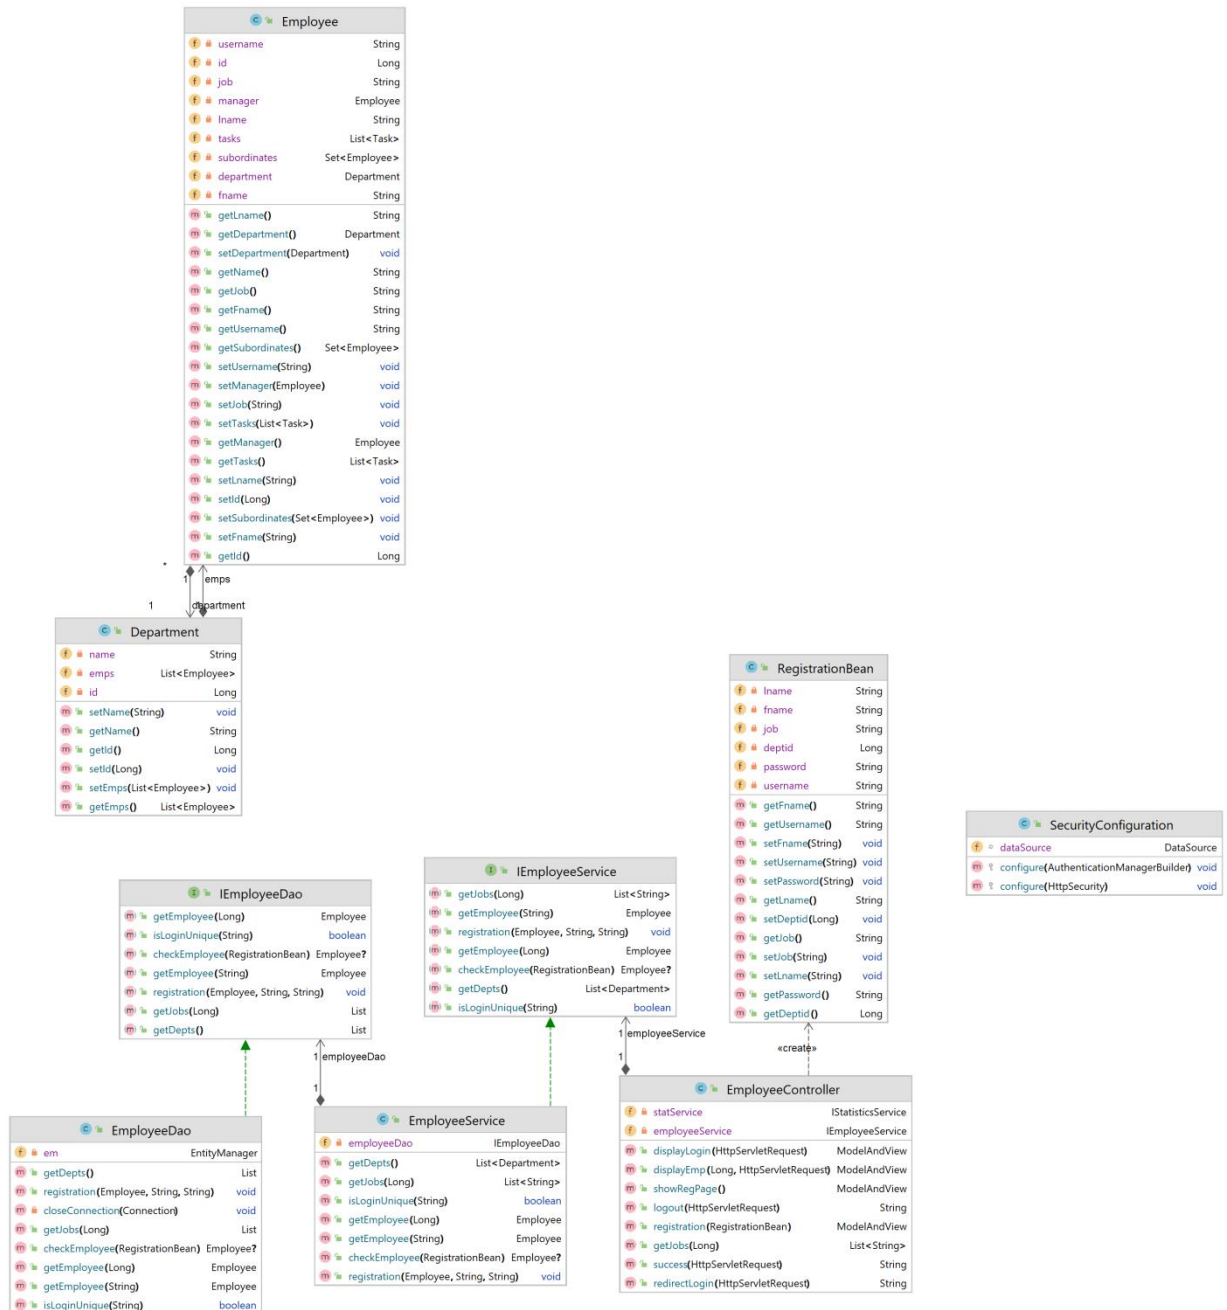 Employee
username String
id Long
job String
manager Employee
lname String
tasks List<Task>
subordinates Set<Employee>
department Department
fname String
getLname() String
getDepartment() Department
setDepartment(Department) void
getName() String
getJob() String
getFname() String
getUsername() String
getSubordinates() Set<Employee>
setUsername(String) void
setManager(Employee) void
setJob(String) void
setTasks(List<Task>) void
getManager() Employee
getTasks() List<Task>
setLname(String) void
setId(Long) void
setSubordinates(Set<Employee>) void
setFname(String) void
getId() Long
*
1 emps
1 department
Department
name String
emps List<Employee>
id Long
setName(String) void
getName() String
getId() Long
setId(Long) void
setEmps(List<Employee>) void
getEmps() List<Employee>
RegistrationBean
lname String
fname String
job String
deptid Long
password String
username String
getFname() String
getUsername() String
setFname(String) void
setUsername(String) void
setPassword(String) void
getLname() String
setDeptid(Long) void
getJob() String
setJob(String) void
setLname(String) void
getPassword() String
getDeptid() Long
SecurityConfiguration
dataSource DataSource
configure(AuthenticationManagerBuilder) void
configure(HttpSecurity) void
IEmployeeService
getJobs(Long) List<String>
getEmployee(String) Employee
registration(Employee, String, String) void
getEmployee(Long) Employee
checkEmployee(RegistrationBean) Employee?
getDepts() List<Department>
isLoginUnique(String) boolean
IEmployeeDao
getEmployee(Long) Employee
isLoginUnique(String) boolean
checkEmployee(RegistrationBean) Employee?
getEmployee(String) Employee
registration(Employee, String, String) void
getJobs(Long) List
getDepts() List
1 employeeDao
1
1 employeeService
1
«create»
EmployeeDao
em EntityManager
getDepts() List
registration(Employee, String, String) void
closeConnection(Connection) void
getJobs(Long) List
checkEmployee(RegistrationBean) Employee?
getEmployee(Long) Employee
getEmployee(String) Employee
isLoginUnique(String) boolean
EmployeeService
employeeDao IEmployeeDao
getDepts() List<Department>
getJobs(Long) List<String>
isLoginUnique(String) boolean
getEmployee(Long) Employee
getEmployee(String) Employee
checkEmployee(RegistrationBean) Employee?
registration(Employee, String, String) void
EmployeeController
statService IStatisticsService
employeeService IEmployeeService
displayLogin(HttpServletRequest) ModelAndView
displayEmp(Long, HttpServletRequest) ModelAndView
showRegPage() ModelAndView
logout(HttpServletRequest) String
registration(RegistrationBean) ModelAndView
getJobs(Long) List<String>
success(HttpServletRequest) String
redirectLogin(HttpServletRequest) String